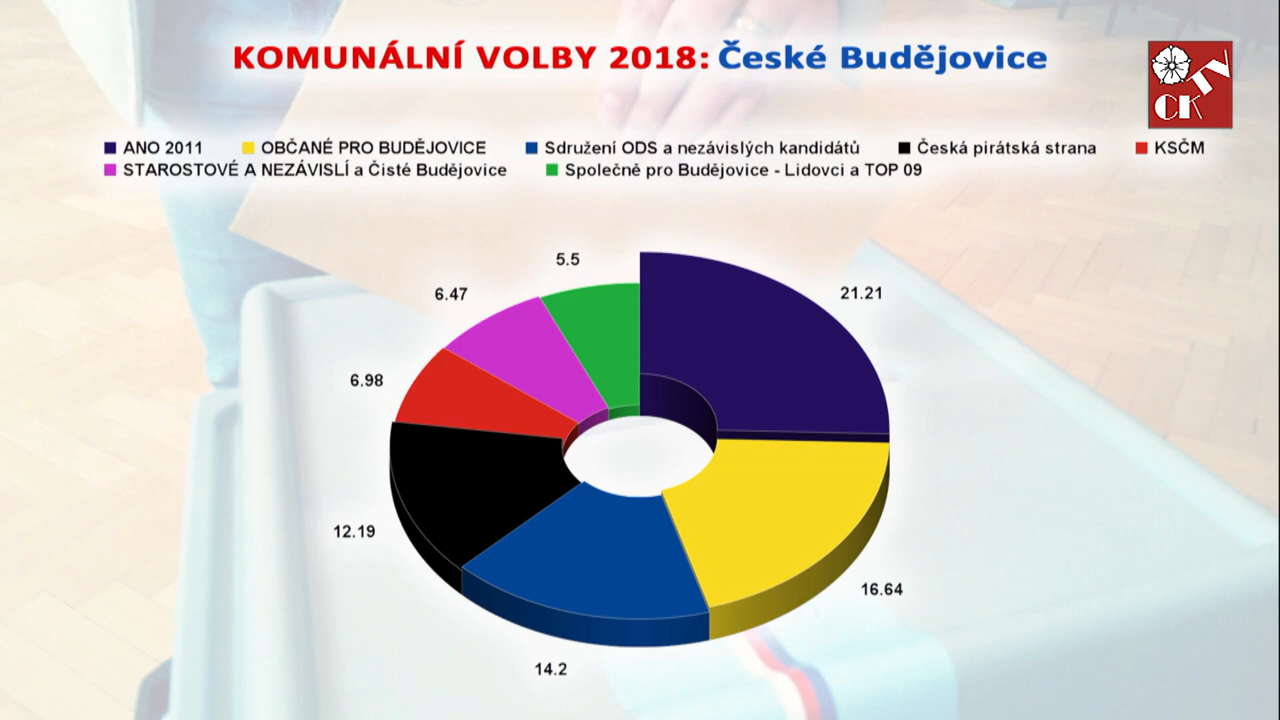 KOMUNÁLNÍ VOLBY 2018: České Budějovice
CK TV
ANO 2011 OBČANÉ PRO BUDĚJOVICE Sdružení ODS a nezávislých kandidátů Česká pirátská strana KSČM
STAROSTOVÉ A NEZÁVISLÍ a Čisté Budějovice Společně pro Budějovice - Lidovci a TOP 09
5.5
6.47
21.21
6.98
12.19
16.64
14.2